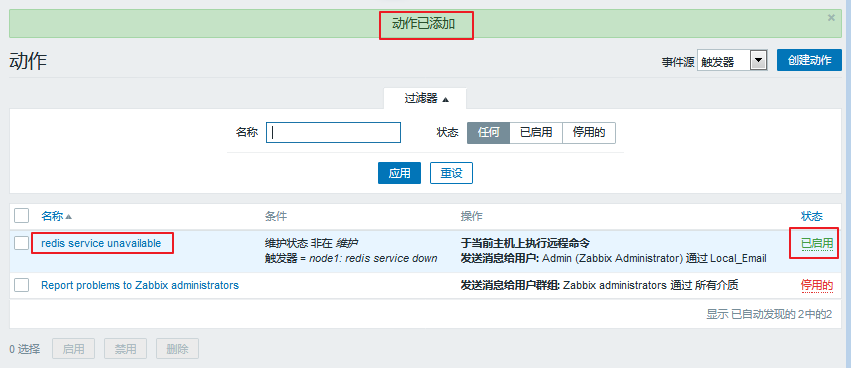 动作已添加
动作 事件源 触发器 创建动作
过滤器
名称 状态 任何 已启用 停用的
应用 重设
名称 条件 操作 状态
redis service unavailable 维护状态 非在 维护 于当前主机上执行远程命令 已启用
触发器 = node1: redis service down 发送消息给用户: Admin (Zabbix Administrator) 通过 Local_Email
Report problems to Zabbix administrators 发送消息给用户群组: Zabbix administrators 通过 所有介质 停用的
显示 已自动发现的 2中的2
0 选择 启用 禁用 删除